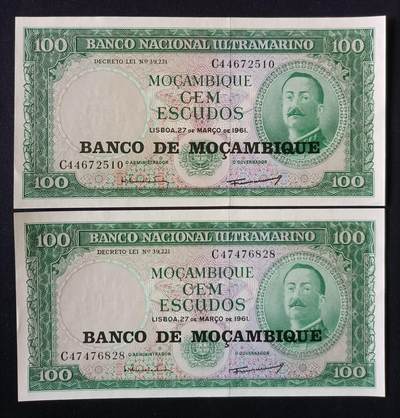 100 BANCO NACIONAL ULTRAMARINO 100
DECRETO LEI Nº 39.221 C44672510
MOÇAMBIQUE
CEM
ESCUDOS
LISBOA, 27 DE MARÇO DE 1961.
BANCO DE MOÇAMBIQUE
C44672510 O ADMINISTRADOR O GOVERNADOR
100 100
100 BANCO NACIONAL ULTRAMARINO 100
DECRETO LEI Nº 39.221 C47476828
MOÇAMBIQUE
CEM
ESCUDOS
LISBOA, 27 DE MARÇO DE 1961.
BANCO DE MOÇAMBIQUE
C47476828 O ADMINISTRADOR O GOVERNADOR
100 100